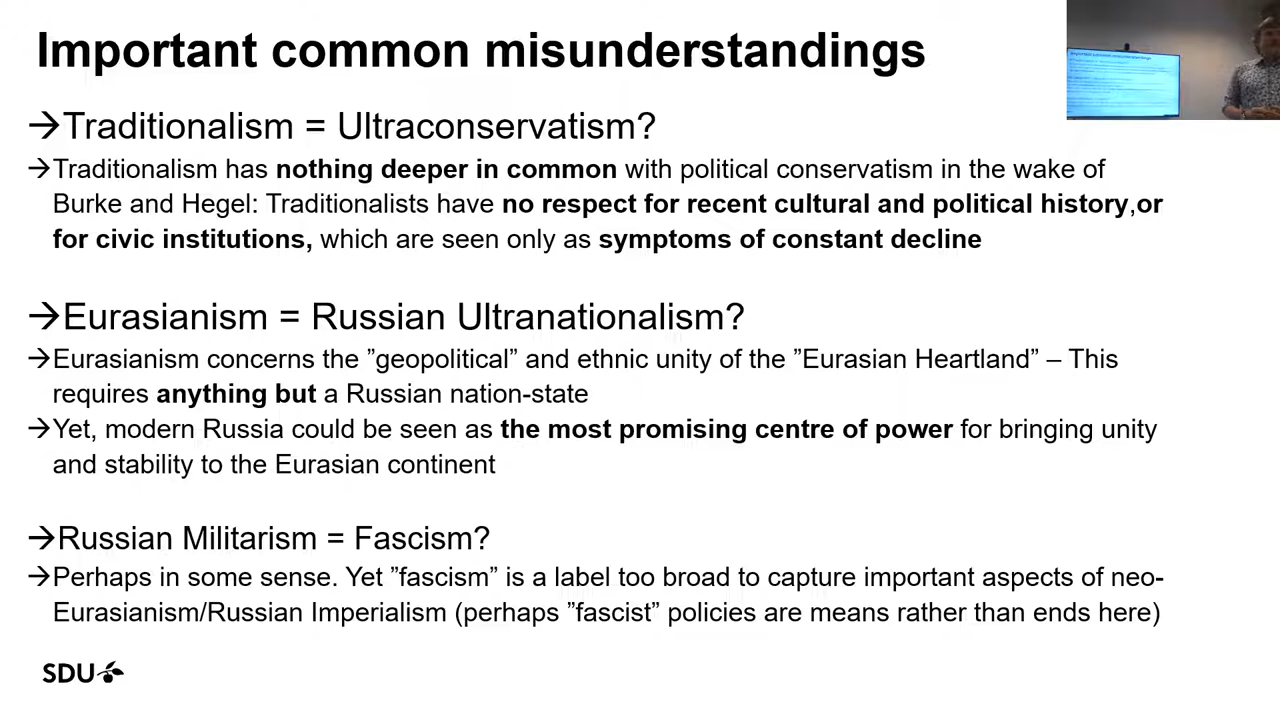 Important common misunderstandings
→Traditionalism = Ultraconservatism?
→Traditionalism has nothing deeper in common with political conservatism in the wake of
Burke and Hegel: Traditionalists have no respect for recent cultural and political history,or
for civic institutions, which are seen only as symptoms of constant decline
→Eurasianism = Russian Ultranationalism?
→Eurasianism concerns the ”geopolitical” and ethnic unity of the ”Eurasian Heartland” – This
requires anything but a Russian nation-state
→Yet, modern Russia could be seen as the most promising centre of power for bringing unity
and stability to the Eurasian continent
→Russian Militarism = Fascism?
→Perhaps in some sense. Yet ”fascism” is a label too broad to capture important aspects of neo-
Eurasianism/Russian Imperialism (perhaps ”fascist” policies are means rather than ends here)
SDU